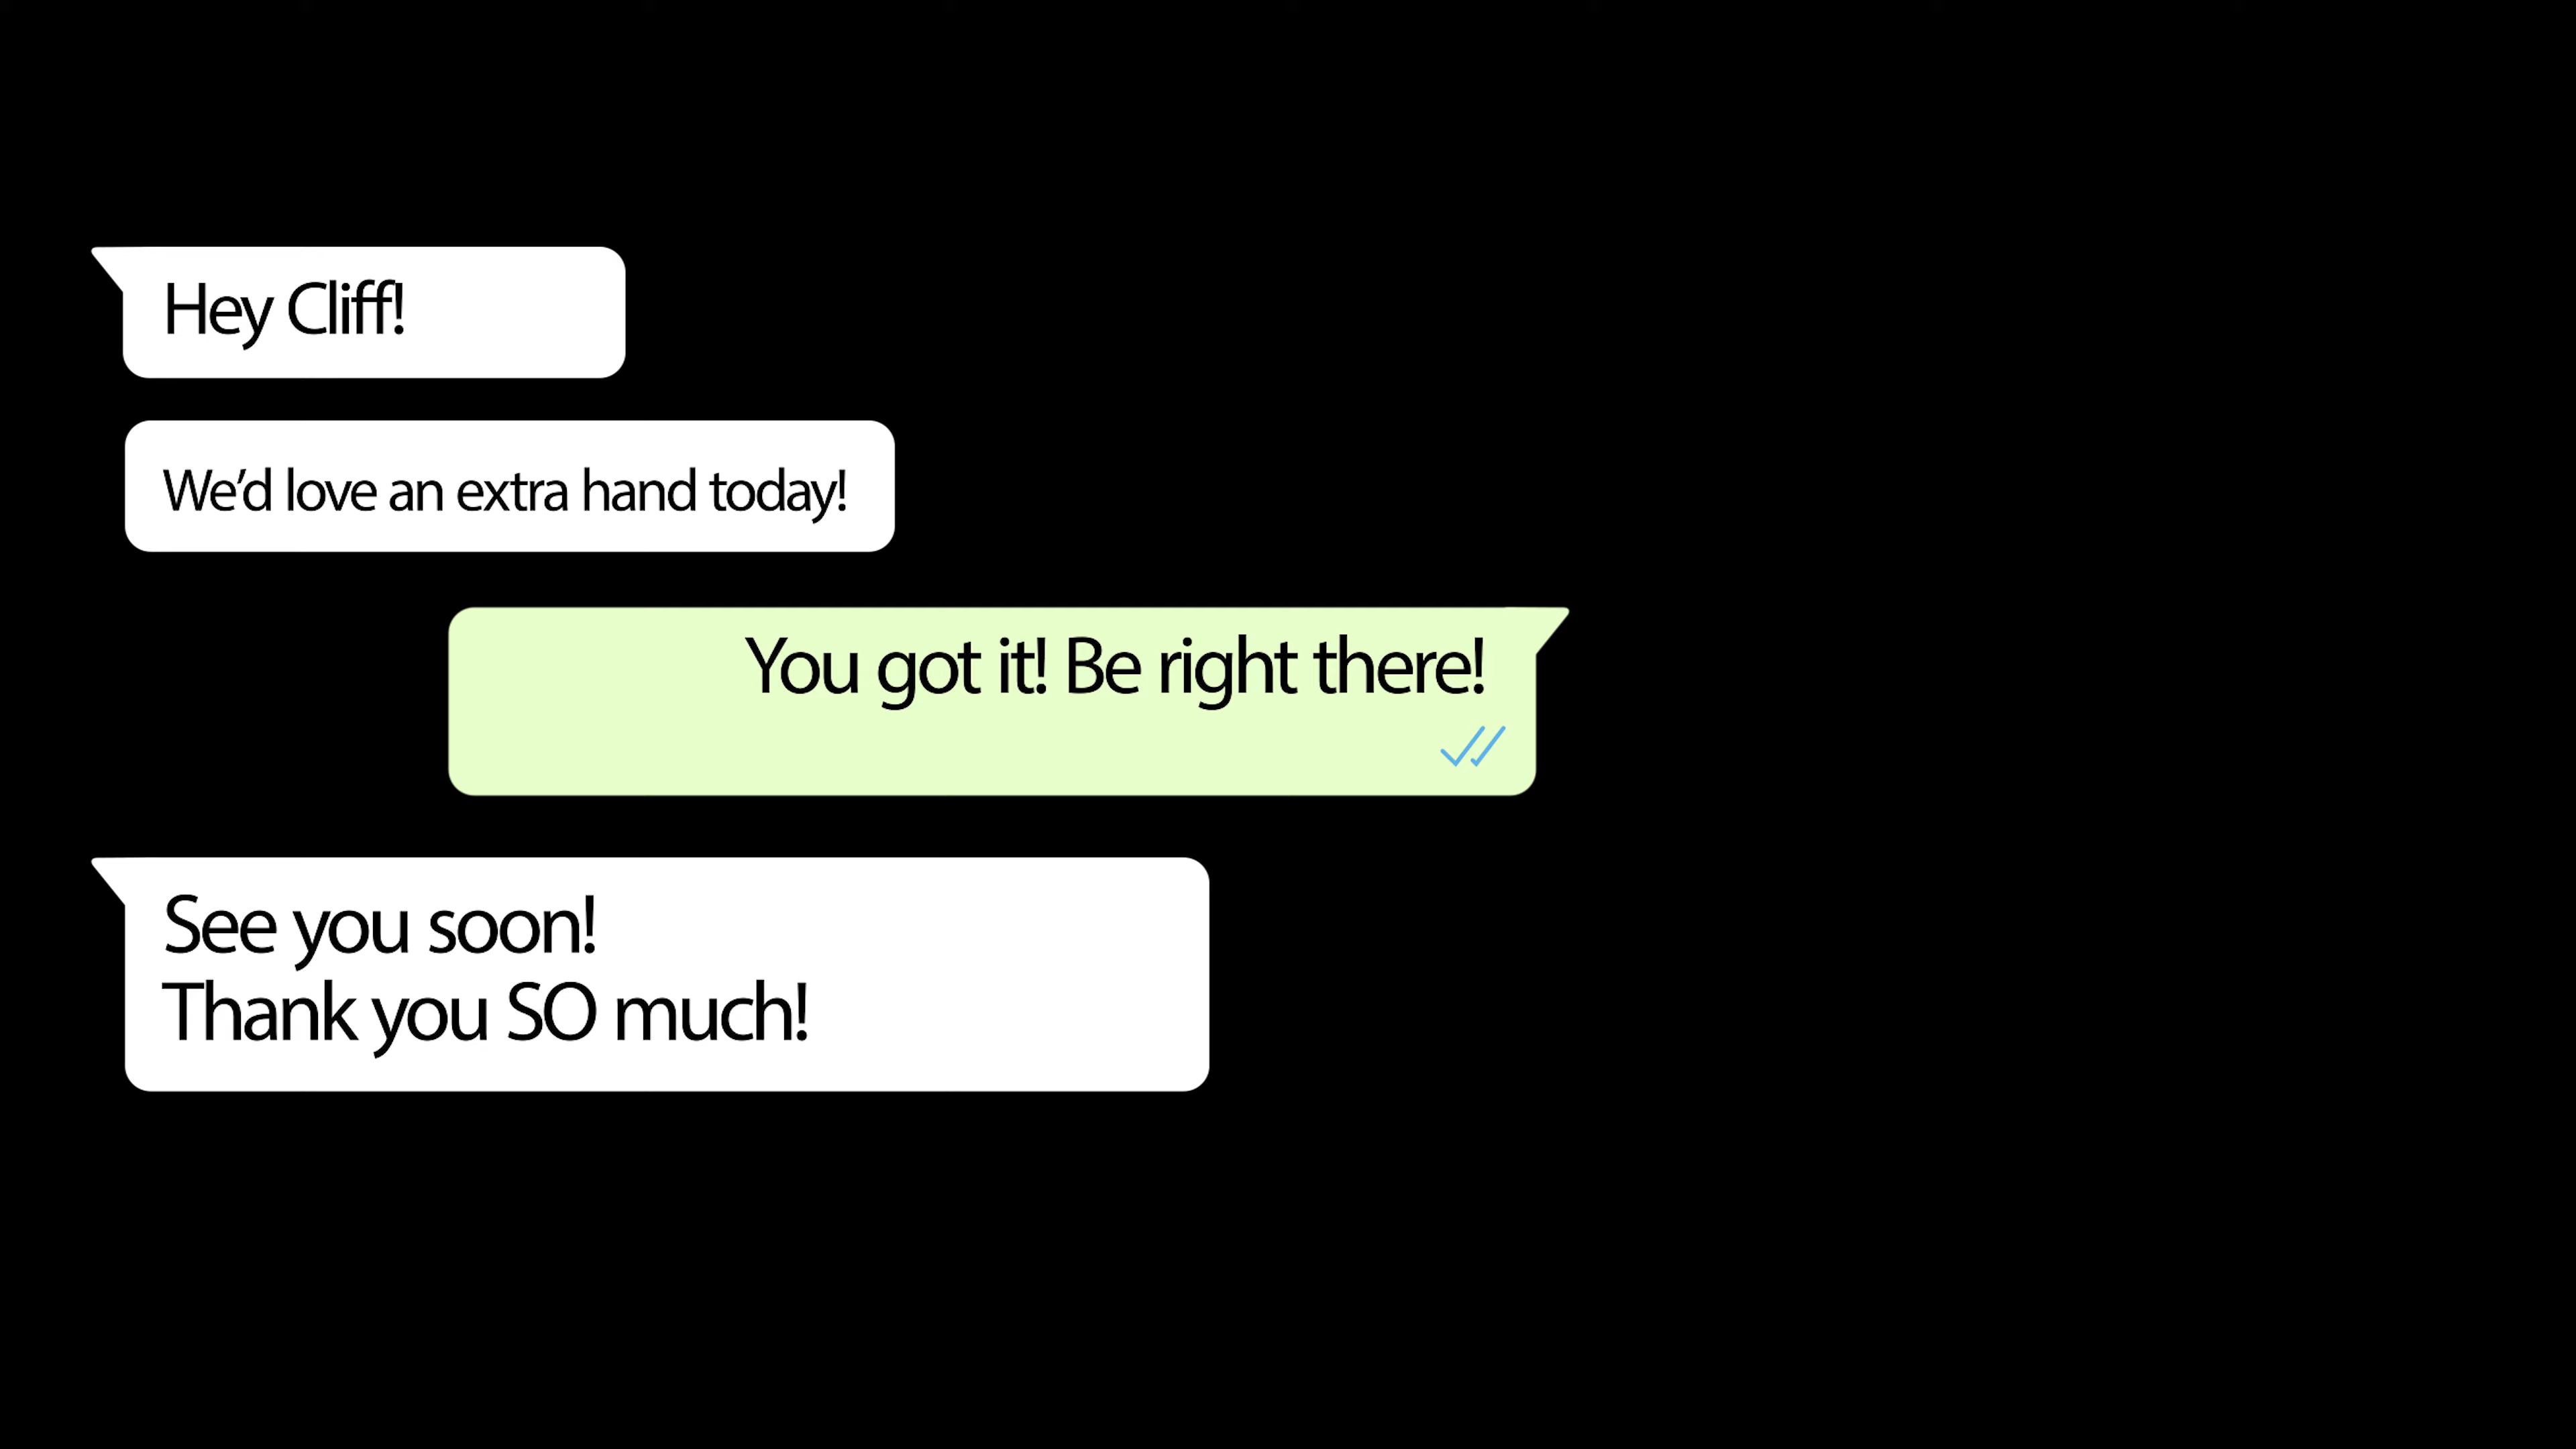 Hey Cliff!
We’d love an extra hand today!
You got it! Be right there!
See you soon!
Thank you SO much!